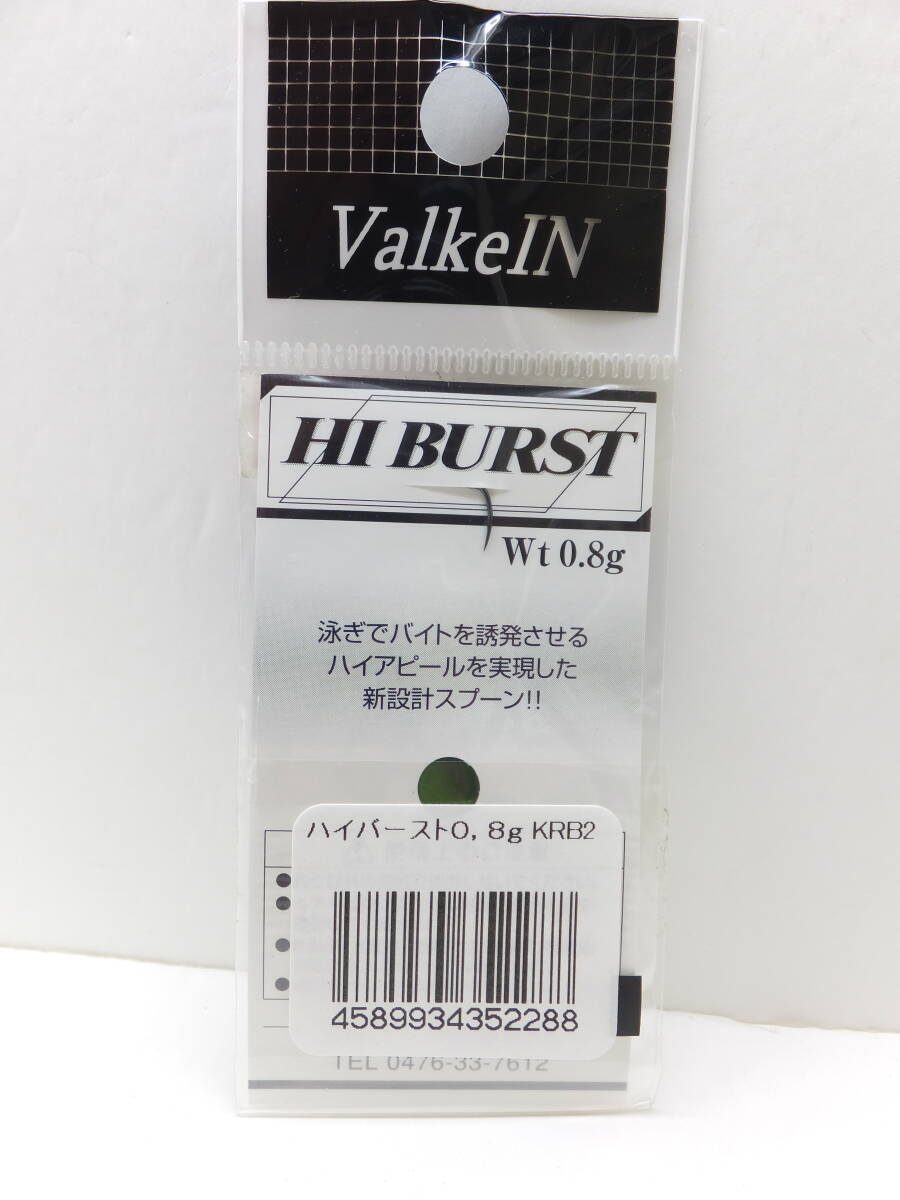 ValkeIN
HI BURST
Wt 0.8g
泳ぎでバイトを誘発させる
ハイアピールを実現した
新設計スプーン!!
ハイバースト0,8g KRB2
4589934352288
TEL 0476-33-7612